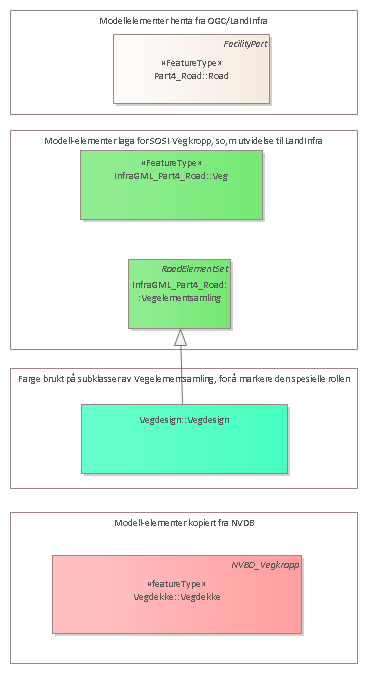 Modellelementer henta fra OGC/LandInfra
FacilityPart
«FeatureType»
Part4_Road::Road
Modell-elementer laga for SOSI Vegkropp, so,m utvidelse til LandInfra
«FeatureType»
InfraGML_Part4_Road::Veg
RoadElementSet
InfraGML_Part4_Road:
:Vegelementsamling
Farge brukt på subklasser av Vegelementsamling, for å markere den spesielle rollen
Vegdesign::Vegdesign
Modell-elementer kopiert fra NVDB
NVBD_Vegkropp
«featureType»
Vegdekke::Vegdekke